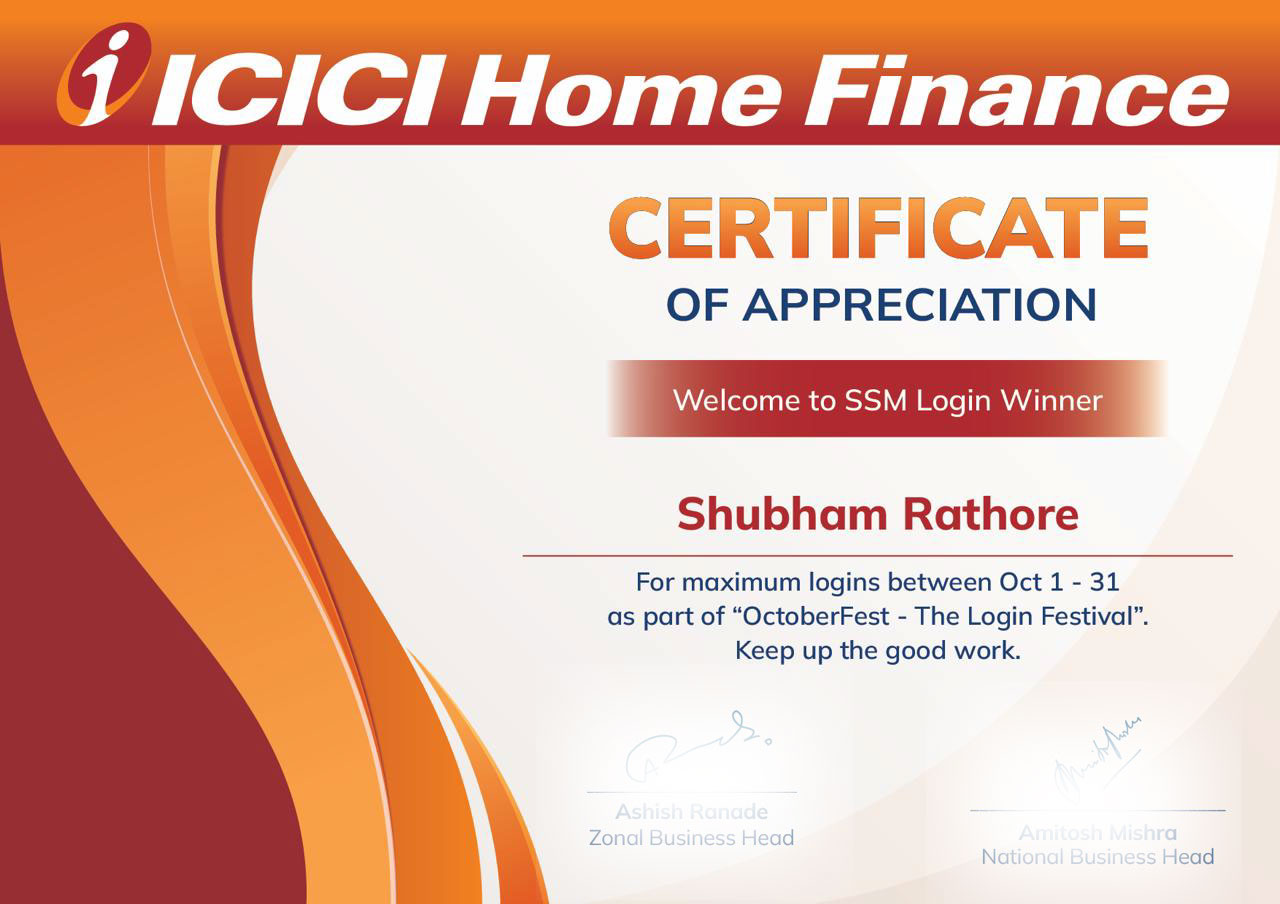 i ICICI Home Finance
CERTIFICATE
OF APPRECIATION
Welcome to SSM Login Winner
Shubham Rathore
For maximum logins between Oct 1 - 31
as part of “OctoberFest - The Login Festival”.
Keep up the good work.
Ashish Ranade
Zonal Business Head
Amitosh Mishra
National Business Head